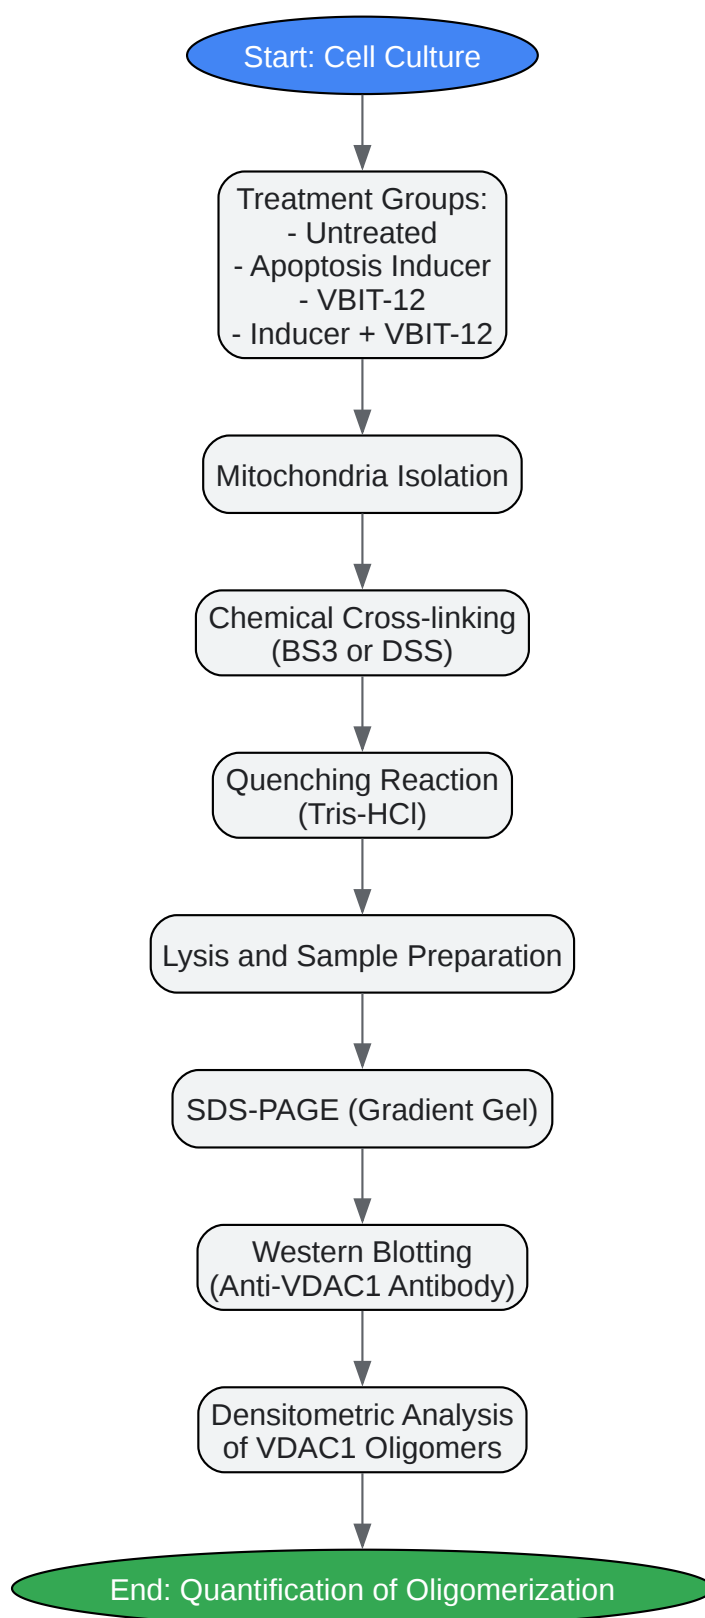 Start: Cell Culture
Treatment Groups:
- Untreated
- Apoptosis Inducer
- VBIT-12
- Inducer + VBIT-12
Mitochondria Isolation
Chemical Cross-linking
(BS3 or DSS)
Quenching Reaction
(Tris-HCl)
Lysis and Sample Preparation
SDS-PAGE (Gradient Gel)
Western Blotting
(Anti-VDAC1 Antibody)
Densitometric Analysis
of VDAC1 Oligomers
End: Quantification of Oligomerization